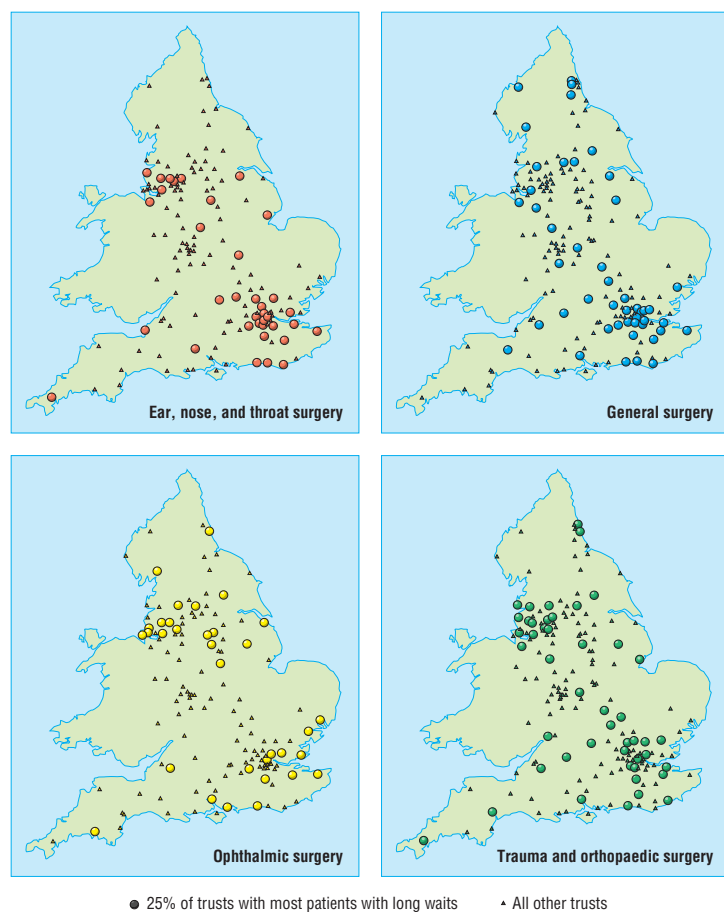 Ear, nose, and throat surgery
General surgery
Ophthalmic surgery
Trauma and orthopaedic surgery
25% of trusts with most patients with long waits
All other trusts